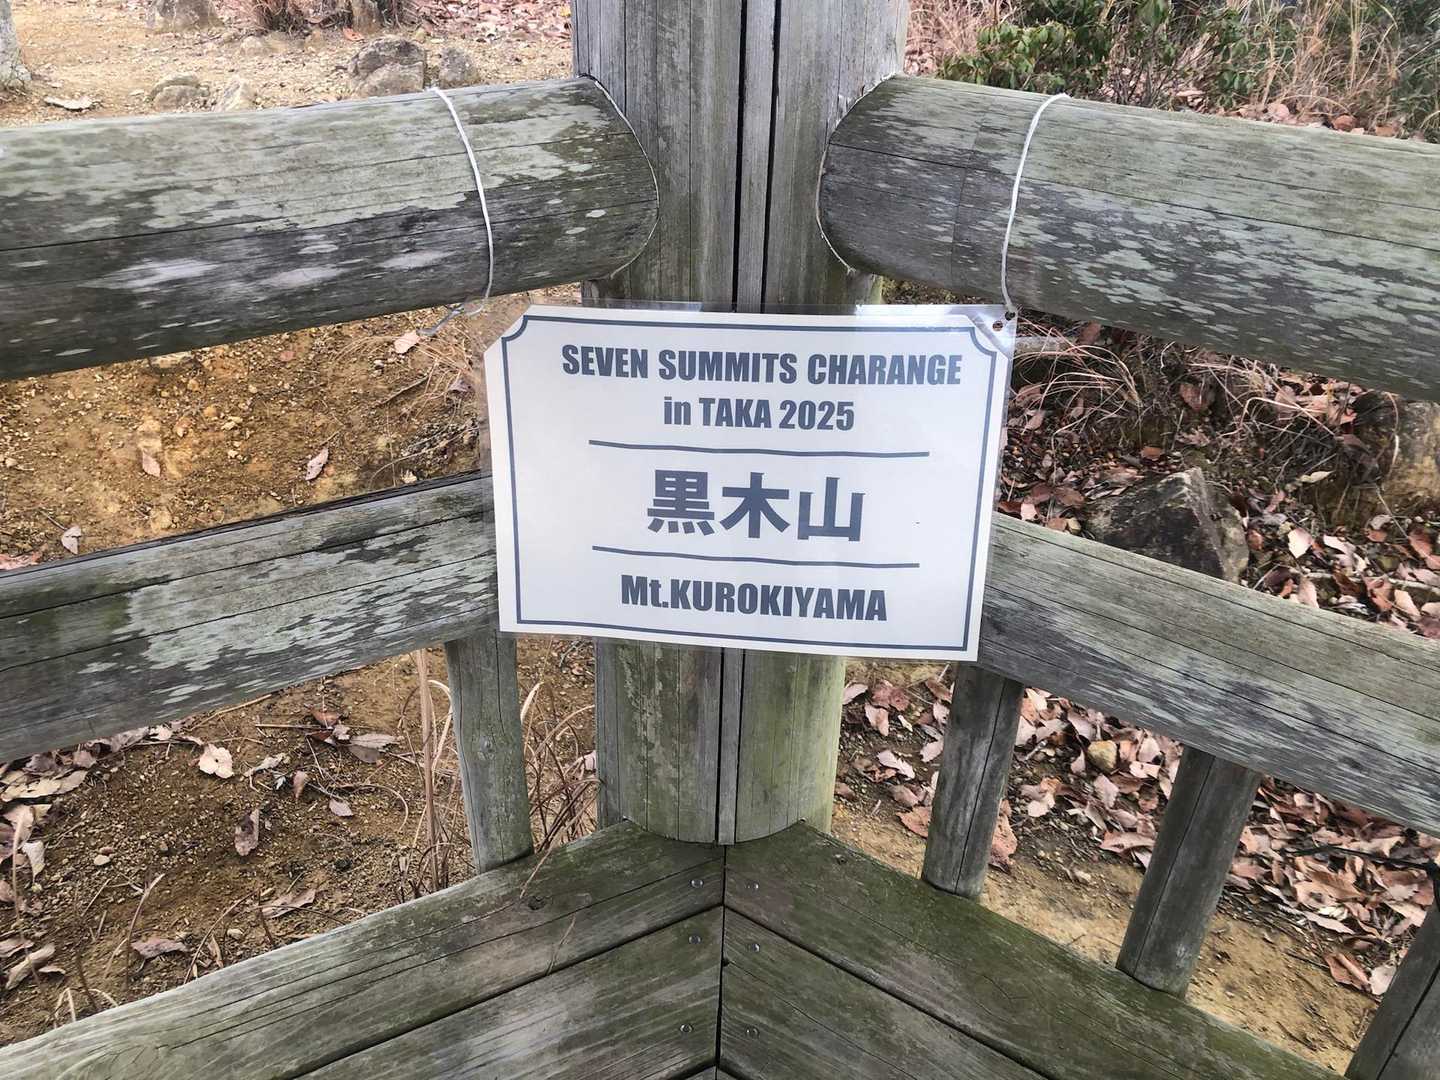 SEVEN SUMMITS CHARANGE
in TAKA 2025
黒木山
Mt.KUROKIYAMA